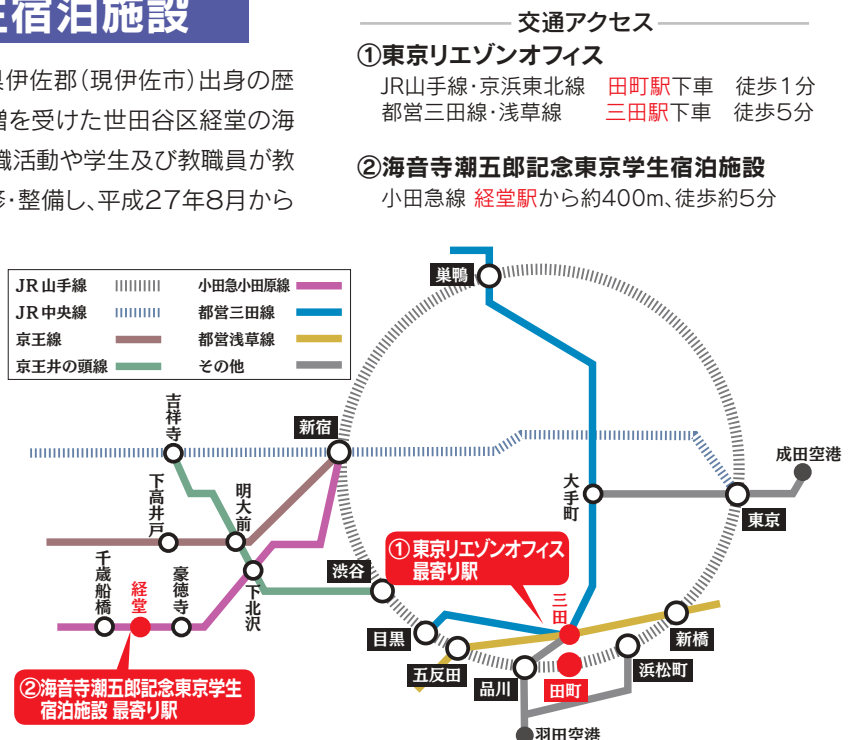 生宿泊施設
県伊佐郡(現伊佐市)出身の歴
贈を受けた世田谷区経堂の海
職活動や学生及び教職員が教
修・整備し、平成27年8月から
交通アクセス
①東京リエゾンオフィス
JR山手線・京浜東北線 田町駅下車 徒歩1分
都営三田線・浅草線 三田駅下車 徒歩5分
②海音寺潮五郎記念東京学生宿泊施設
小田急線 経堂駅から約400m、徒歩約5分
JR 山手線
JR 中央線
京王線
京王井の頭線
小田急小田原線
都営三田線
都営浅草線
その他
巣鴨
吉祥寺
新宿
下高井戸
明大前
大手町
成田空港
東京
千歳船橋
経堂
豪徳寺
下北沢
渋谷
①東京リエゾンオフィス
最寄り駅
三田
目黒
五反田
品川
田町
浜松町
新橋
②海音寺潮五郎記念東京学生
宿泊施設 最寄り駅
羽田空港